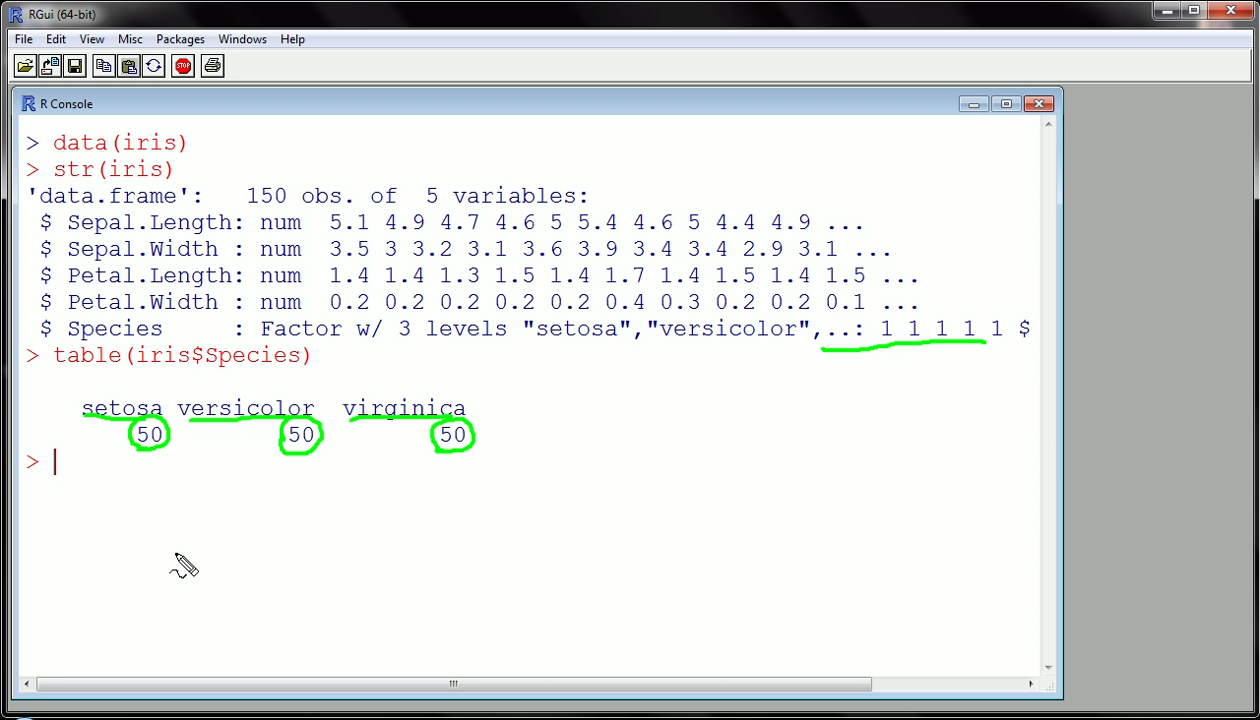 RGui (64-bit)
File Edit View Misc Packages Windows Help
STOP
R Console
> data(iris)
> str(iris)
'data.frame':   150 obs. of  5 variables:
 $ Sepal.Length: num  5.1 4.9 4.7 4.6 5 5.4 4.6 5 4.4 4.9 ...
 $ Sepal.Width : num  3.5 3 3.2 3.1 3.6 3.9 3.4 3.4 2.9 3.1 ...
 $ Petal.Length: num  1.4 1.4 1.3 1.5 1.4 1.7 1.4 1.5 1.4 1.5 ...
 $ Petal.Width : num  0.2 0.2 0.2 0.2 0.2 0.4 0.3 0.2 0.2 0.1 ...
 $ Species     : Factor w/ 3 levels "setosa","versicolor",..: 1 1 1 1 1 $
> table(iris$Species)
    setosa versicolor  virginica
        50         50         50
>